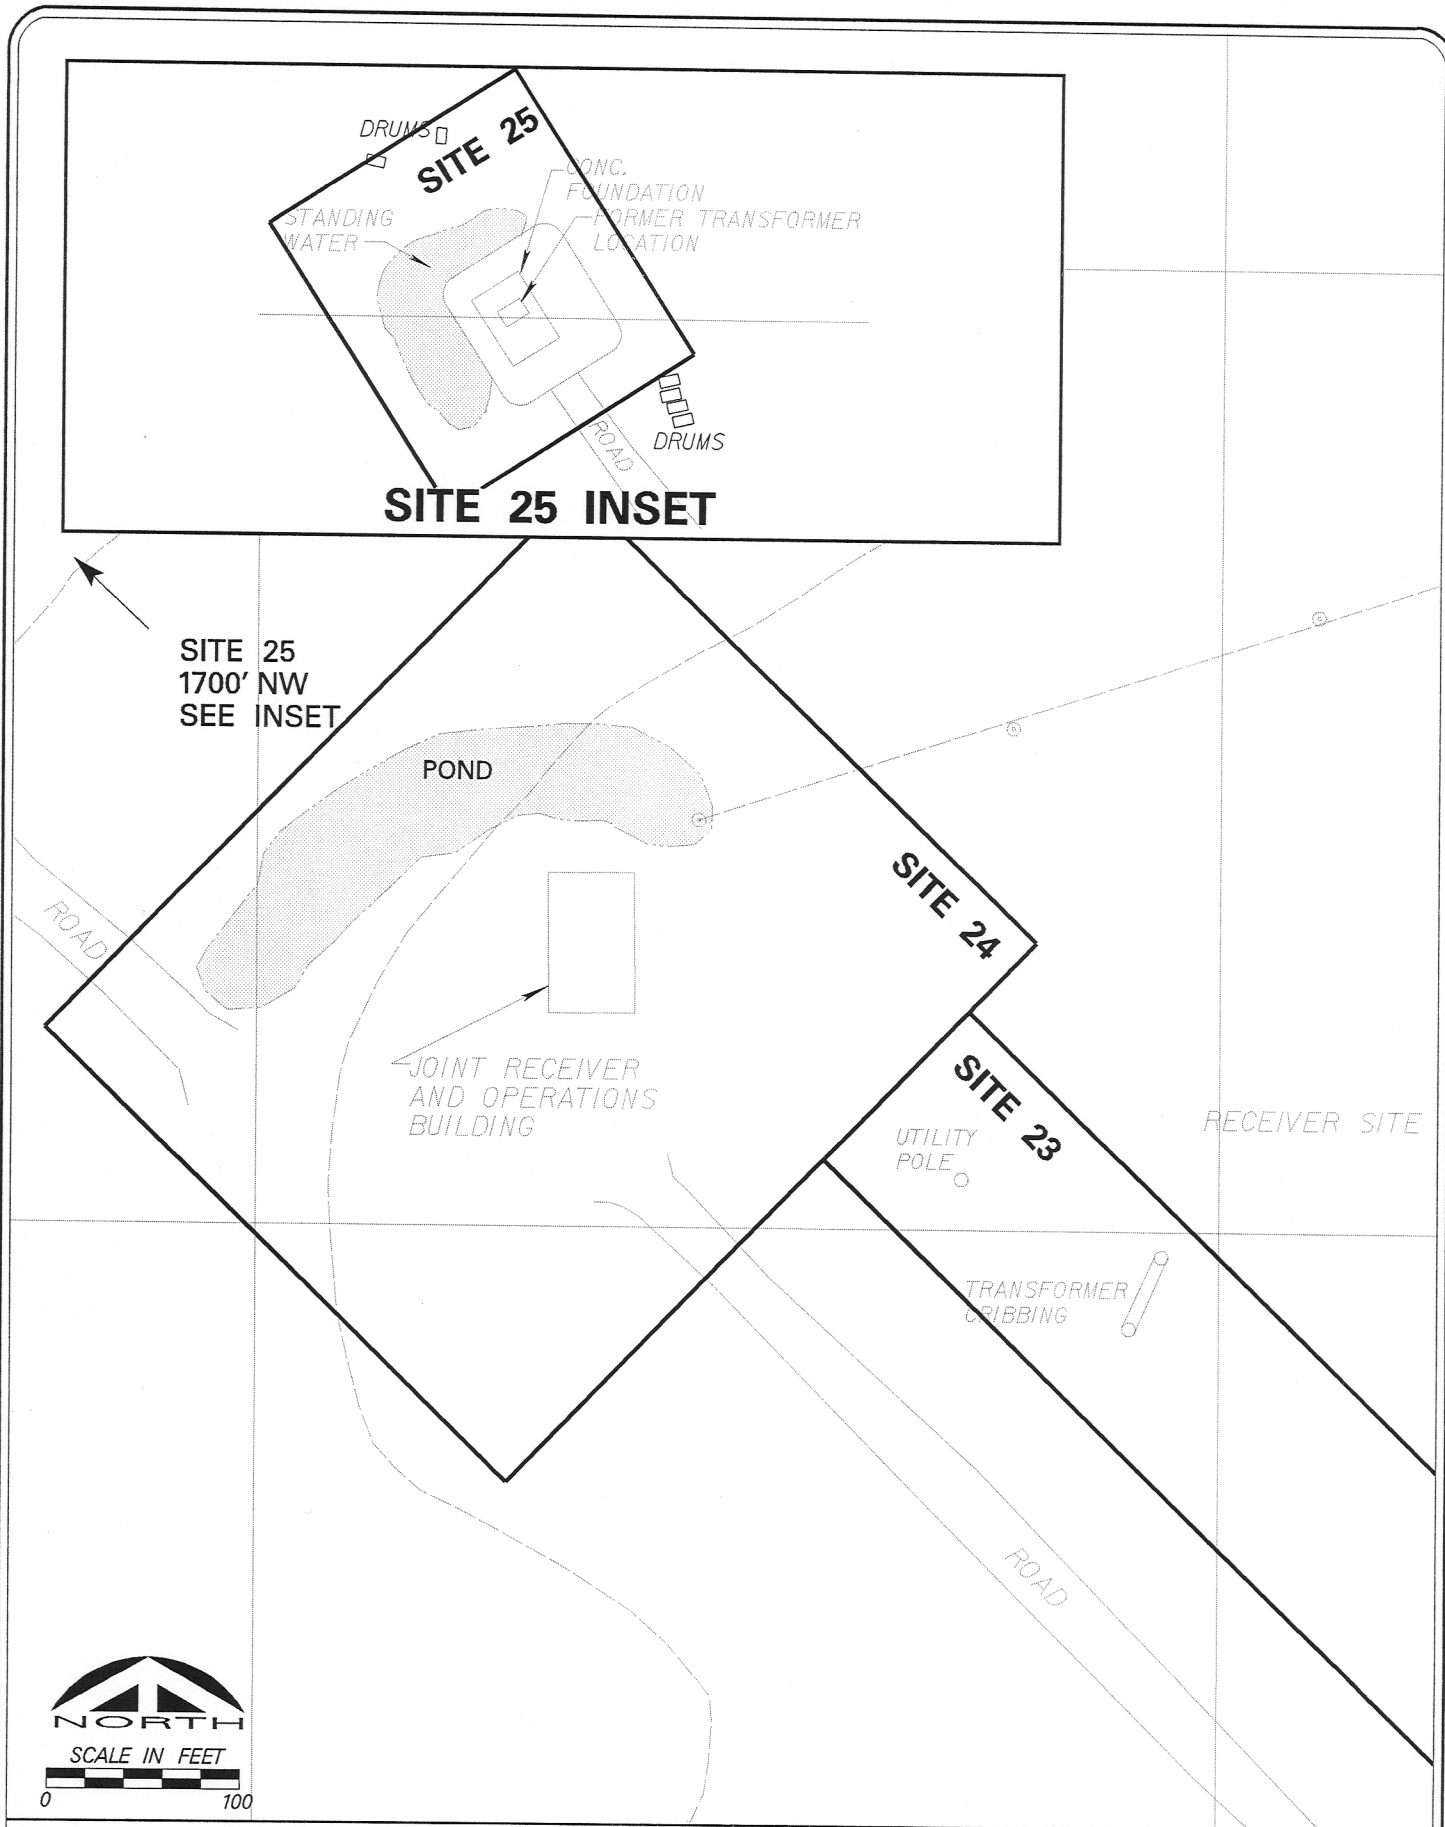 DRUMS
SITE 25
CONC.
FOUNDATION
FORMER TRANSFORMER
LOCATION
STANDING
WATER
ROAD
DRUMS
SITE 25 INSET
SITE 25
1700' NW
SEE INSET
POND
ROAD
SITE 24
JOINT RECEIVER
AND OPERATIONS
BUILDING
SITE 23
UTILITY
POLE
RECEIVER SITE
TRANSFORMER
CRIBBING
ROAD
NORTH
SCALE IN FEET
0 100